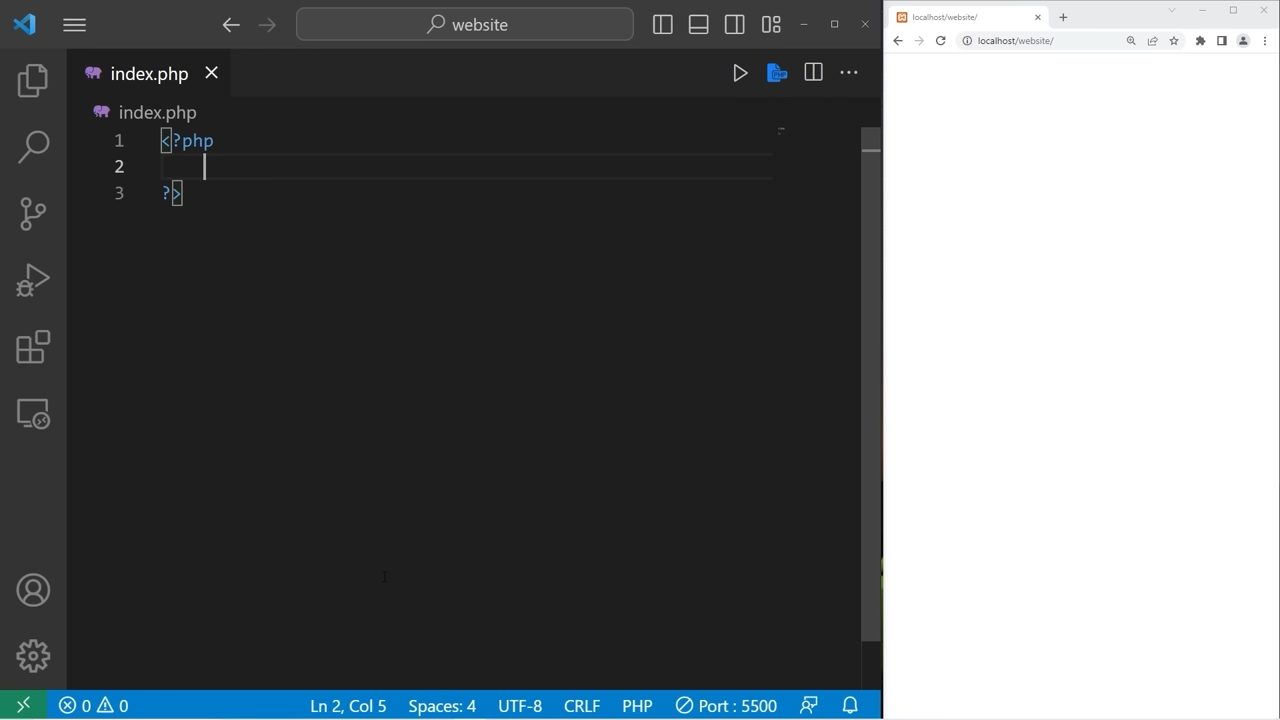 website
index.php
index.php
1 <?php
2
3 ?>
0 0
Ln 2, Col 5
Spaces: 4
UTF-8
CRLF
PHP
Port : 5500
localhost/website/
localhost/website/